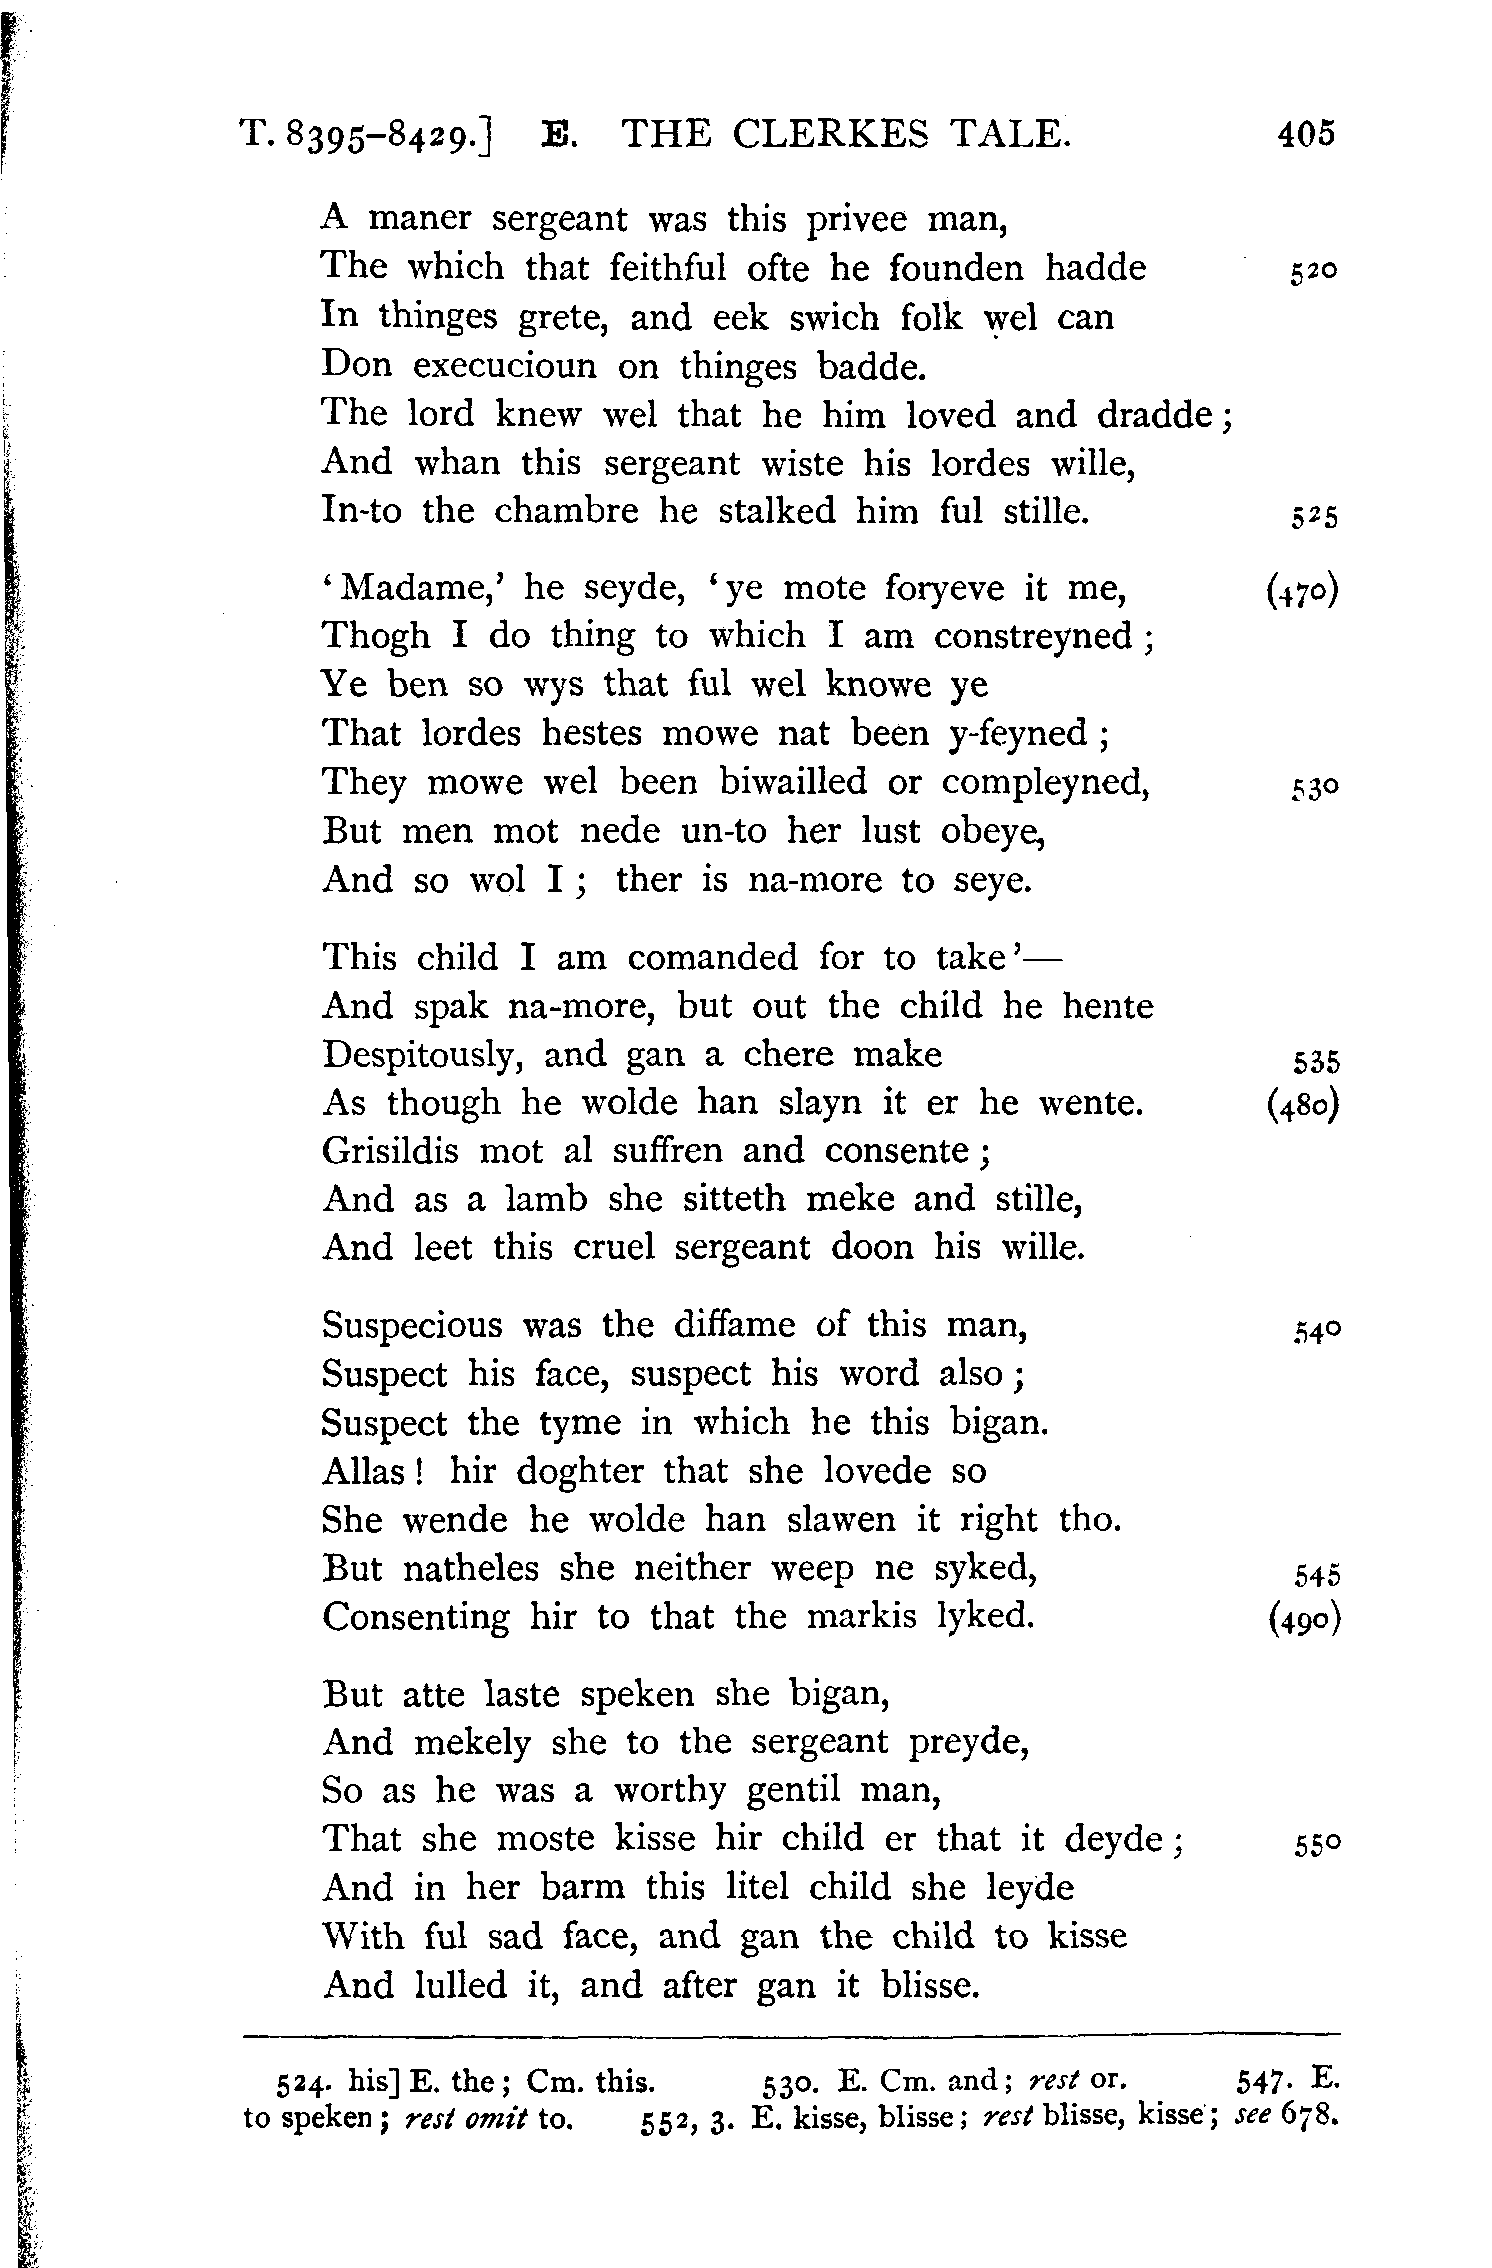 T. 8395–8429.] E. THE CLERKES TALE. 405
A maner sergeant was this privee man,
The which that feithful ofte he founden hadde 520
In thinges grete, and eek swich folk wel can
Don execucioun on thinges badde.
The lord knew wel that he him loved and dradde ;
And whan this sergeant wiste his lordes wille,
In-to the chambre he stalked him ful stille. 525
‘ Madame,’ he seyde, ‘ ye mote foryeve it me, (470)
Thogh I do thing to which I am constreyned ;
Ye ben so wys that ful wel knowe ye
That lordes hestes mowe nat been y-feyned ;
They mowe wel been biwailled or compleyned, 530
But men mot nede un-to her lust obeye,
And so wol I ; ther is na-more to seye.
This child I am comanded for to take ’—
And spak na-more, but out the child he hente
Despitously, and gan a chere make 535
As though he wolde han slayn it er he wente. (480)
Grisildis mot al suffren and consente ;
And as a lamb she sitteth meke and stille,
And leet this cruel sergeant doon his wille.
Suspecious was the diffame of this man, 540
Suspect his face, suspect his word also ;
Suspect the tyme in which he this bigan.
Allas ! hir doghter that she lovede so
She wende he wolde han slawen it right tho.
But natheles she neither weep ne syked, 545
Consenting hir to that the markis lyked. (490)
But atte laste speken she bigan,
And mekely she to the sergeant preyde,
So as he was a worthy gentil man,
That she moste kisse hir child er that it deyde ; 550
And in her barm this litel child she leyde
With ful sad face, and gan the child to kisse
And lulled it, and after gan it blisse.
524. his] E. the ; Cm. this. 530. E. Cm. and ; rest or. 547. E.
to speken ; rest omit to. 552, 3. E. kisse, blisse ; rest blisse, kisse ; see 678.